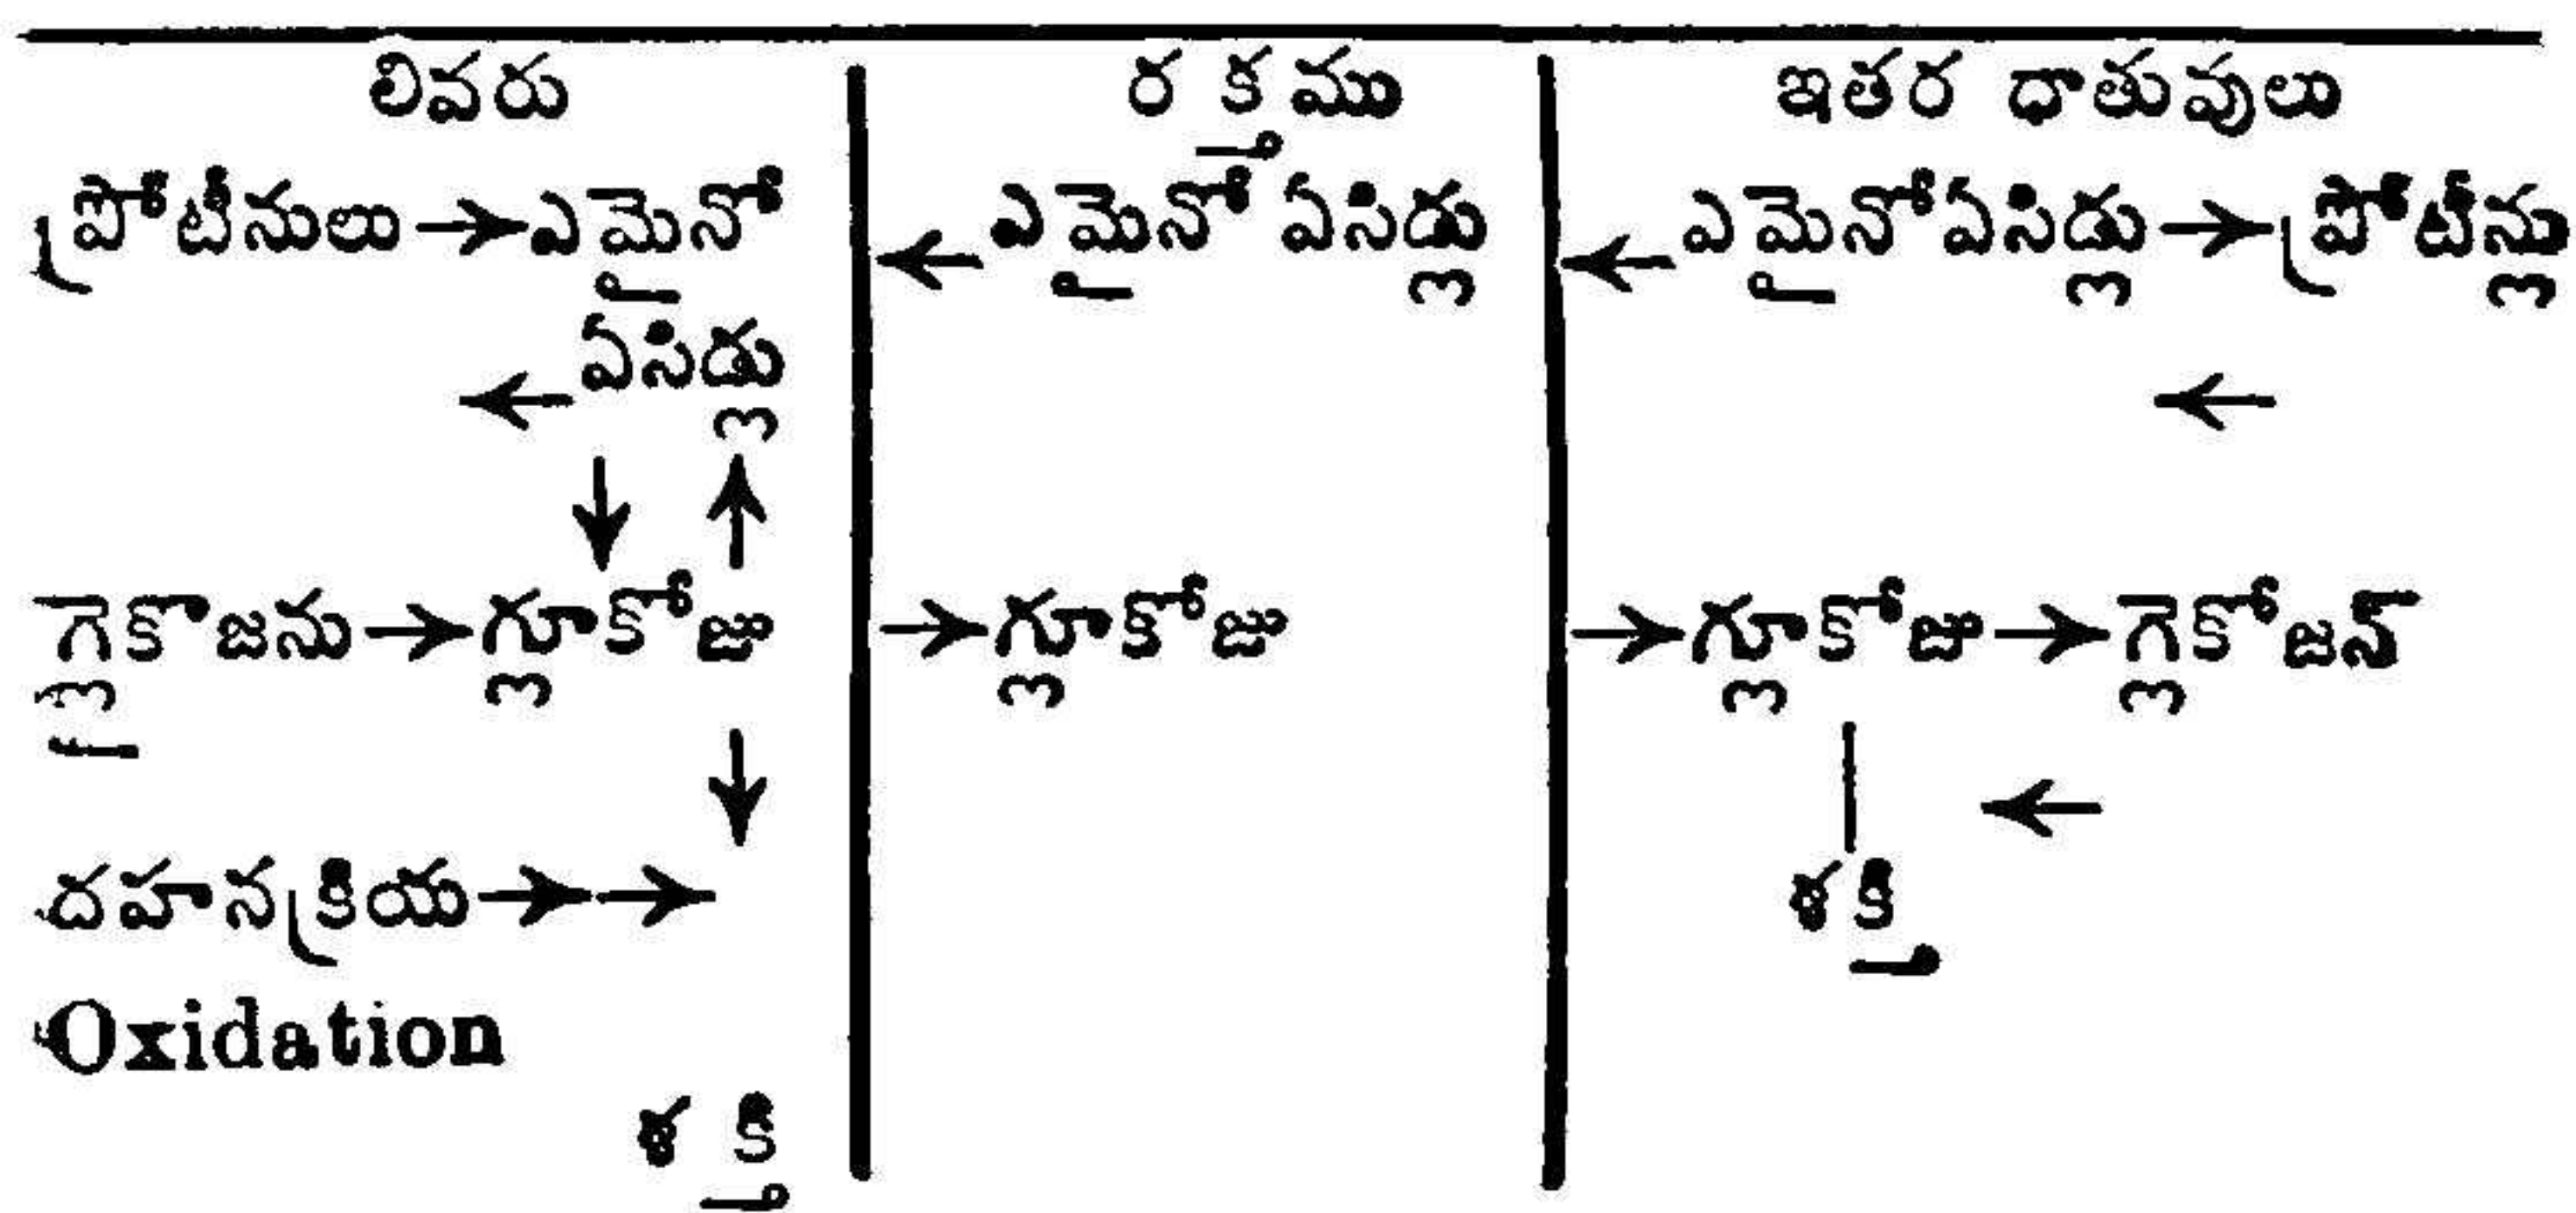 లివరు రక్తము ఇతర ధాతువులు
ప్రోటీనులు → ఎమైనో ← ఎమైనో ఏసిడ్లు ← ఎమైనోఏసిడ్లు → ప్రోటీన్లు
← ఏసిడ్లు ←
↓ ↑
గ్లైకొజను → గ్లూకోజు → గ్లూకోజు → గ్లూకోజు → గ్లెకోజన్
↓ | ←
దహనక్రియ → → శక్తి
Oxidation
శక్తి